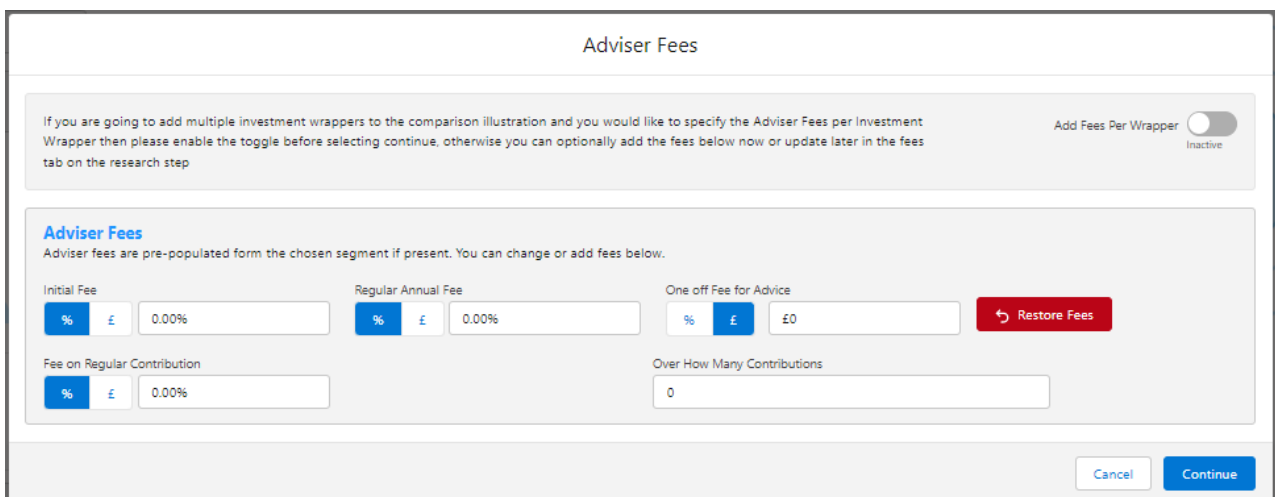 Adviser Fees
If you are going to add multiple investment wrappers to the comparison illustration and you would like to specify the Adviser Fees per Investment
Wrapper then please enable the toggle before selecting continue, otherwise you can optionally add the fees below now or update later in the fees
tab on the research step
Add Fees Per Wrapper
Inactive
Adviser Fees
Adviser fees are pre-populated form the chosen segment if present. You can change or add fees below.
Initial Fee
% £ 0.00%
Regular Annual Fee
% £ 0.00%
One off Fee for Advice
% £ £0
Restore Fees
Fee on Regular Contribution
% £ 0.00%
Over How Many Contributions
0
Cancel
Continue